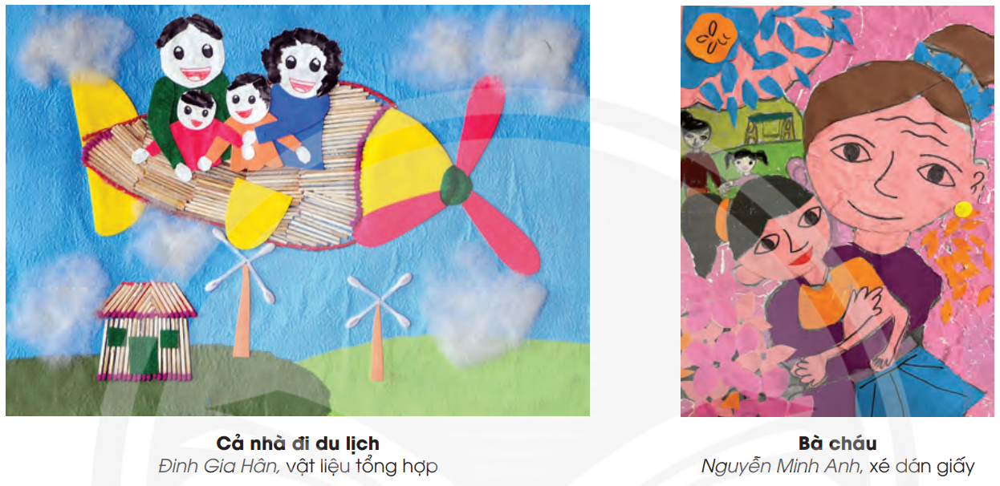 Cả nhà đi du lịch
Đinh Gia Hân, vật liệu tổng hợp
Bà cháu
Nguyễn Minh Anh, xé dán giấy